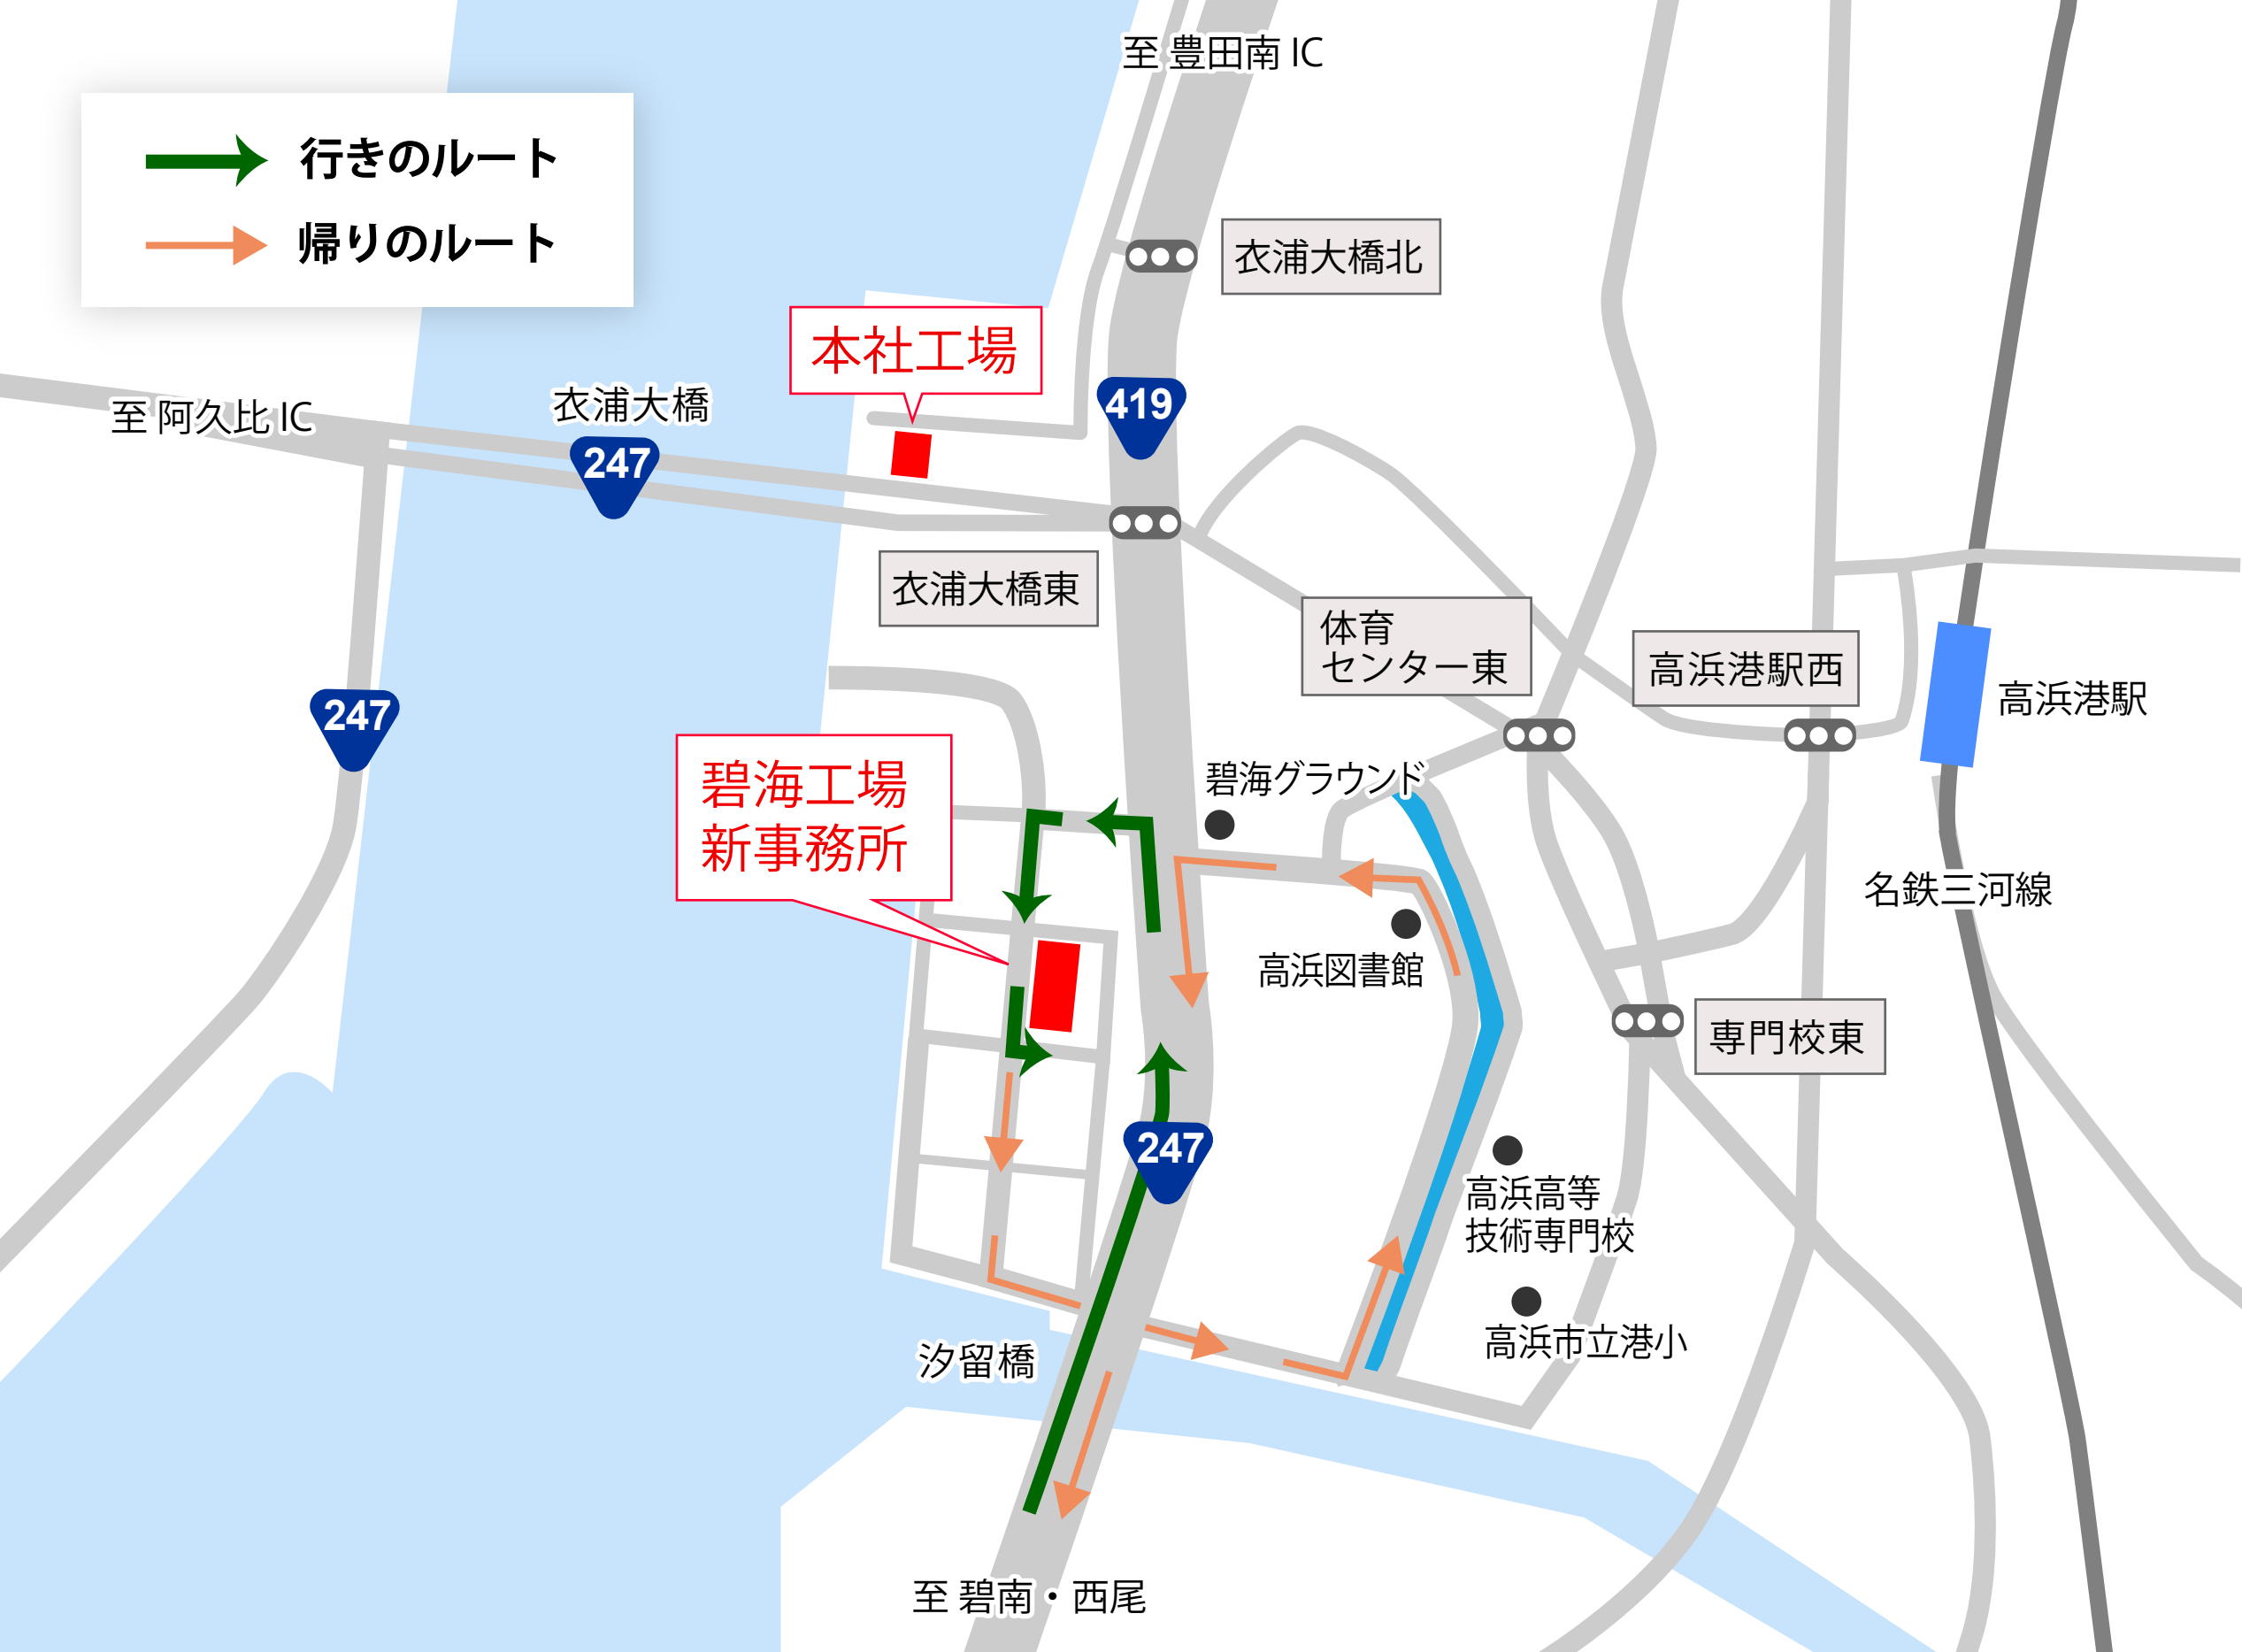 至 豊田南 IC
行きのルート
帰りのルート
衣浦大橋北
本社工場
419
至 阿久比 IC
衣浦大橋
247
衣浦大橋東
体育
センター東
高浜港駅西
高浜港駅
247
碧海工場
新事務所
碧海グラウンド
名鉄三河線
高浜図書館
専門校東
247
高浜高等
技術専門校
高浜市立港小
汐留橋
至 碧南・西尾